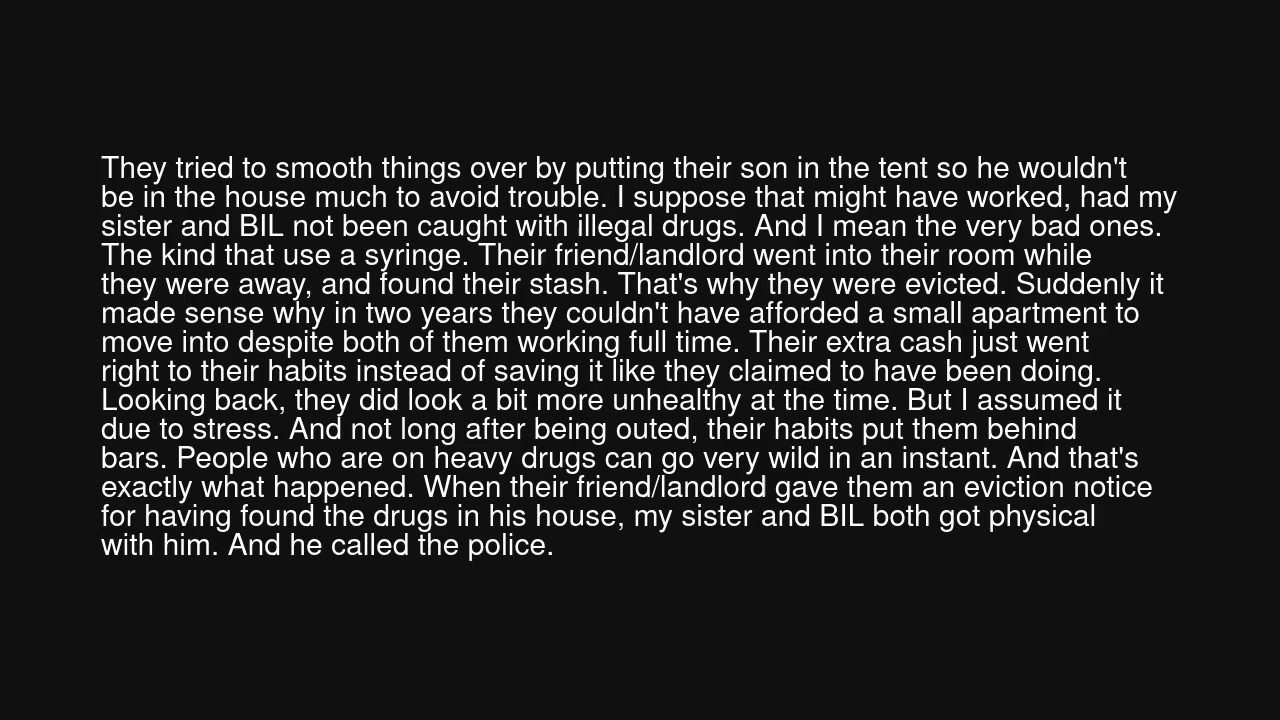 They tried to smooth things over by putting their son in the tent so he wouldn't
be in the house much to avoid trouble. I suppose that might have worked, had my
sister and BIL not been caught with illegal drugs. And I mean the very bad ones.
The kind that use a syringe. Their friend/landlord went into their room while
they were away, and found their stash. That's why they were evicted. Suddenly it
made sense why in two years they couldn't have afforded a small apartment to
move into despite both of them working full time. Their extra cash just went
right to their habits instead of saving it like they claimed to have been doing.
Looking back, they did look a bit more unhealthy at the time. But I assumed it
due to stress. And not long after being outed, their habits put them behind
bars. People who are on heavy drugs can go very wild in an instant. And that's
exactly what happened. When their friend/landlord gave them an eviction notice
for having found the drugs in his house, my sister and BIL both got physical
with him. And he called the police.